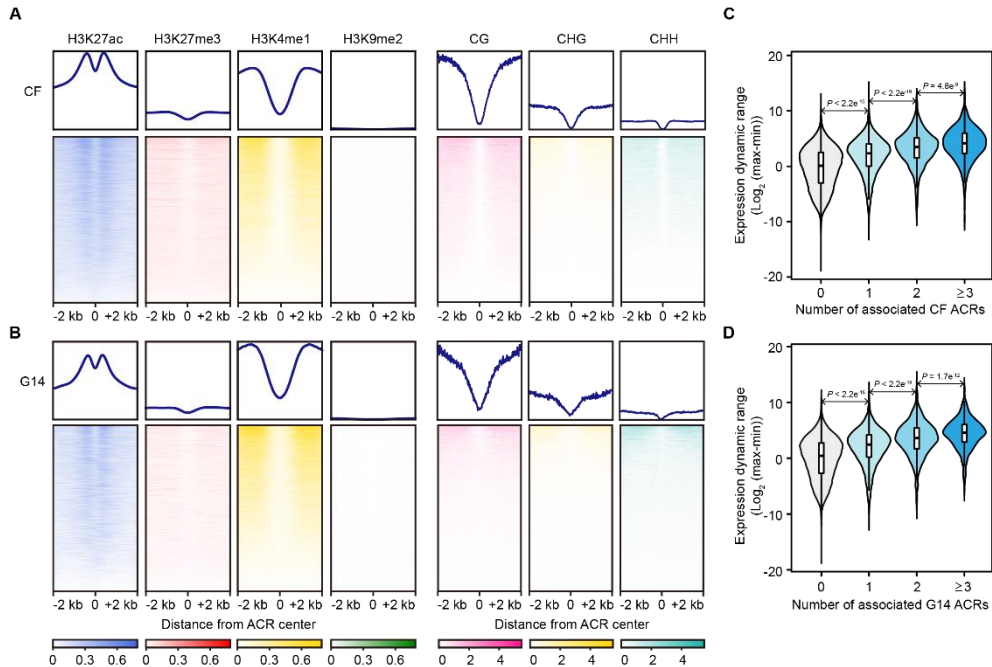 A
H3K27ac H3K27me3 H3K4me1 H3K9me2 CG CHG CHH
CF
-2 kb 0 +2 kb -2 kb 0 +2 kb -2 kb 0 +2 kb -2 kb 0 +2 kb -2 kb 0 +2 kb -2 kb 0 +2 kb -2 kb 0 +2 kb
B
G14
-2 kb 0 +2 kb -2 kb 0 +2 kb -2 kb 0 +2 kb -2 kb 0 +2 kb -2 kb 0 +2 kb -2 kb 0 +2 kb -2 kb 0 +2 kb
Distance from ACR center Distance from ACR center
0 0.3 0.6 0 0.3 0.6 0 0.3 0.6 0 0.3 0.6 0 2 4 0 2 4 0 2 4
C
Expression dynamic range
(Log2 (max-min))
20
10
0
-10
-20
P < 2.2e-16 P < 2.2e-16 P = 4.8e-9
0 1 2 ≥3
Number of associated CF ACRs
D
Expression dynamic range
(Log2 (max-min))
20
10
0
-10
20
P < 2.2e-16 P < 2.2e-16 P = 1.7e-12
0 1 2 ≥3
Number of associated G14 ACRs